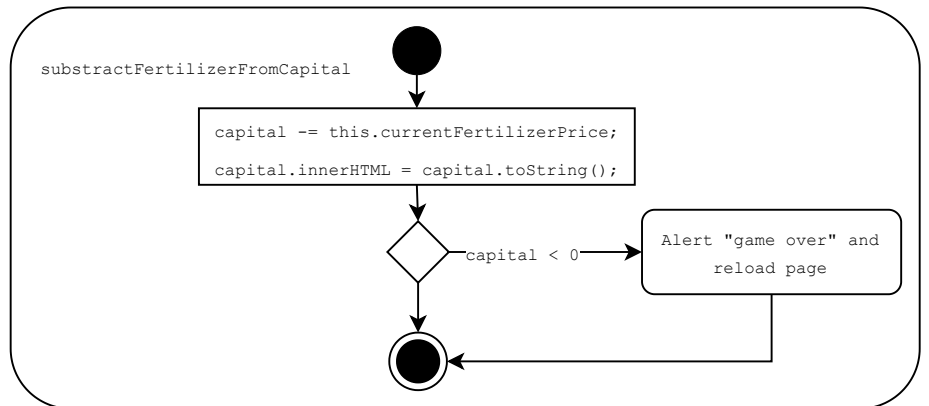 substractFertilizerFromCapital
capital -= this.currentFertilizerPrice;
capital.innerHTML = capital.toString();
capital < 0
Alert "game over" and
reload page